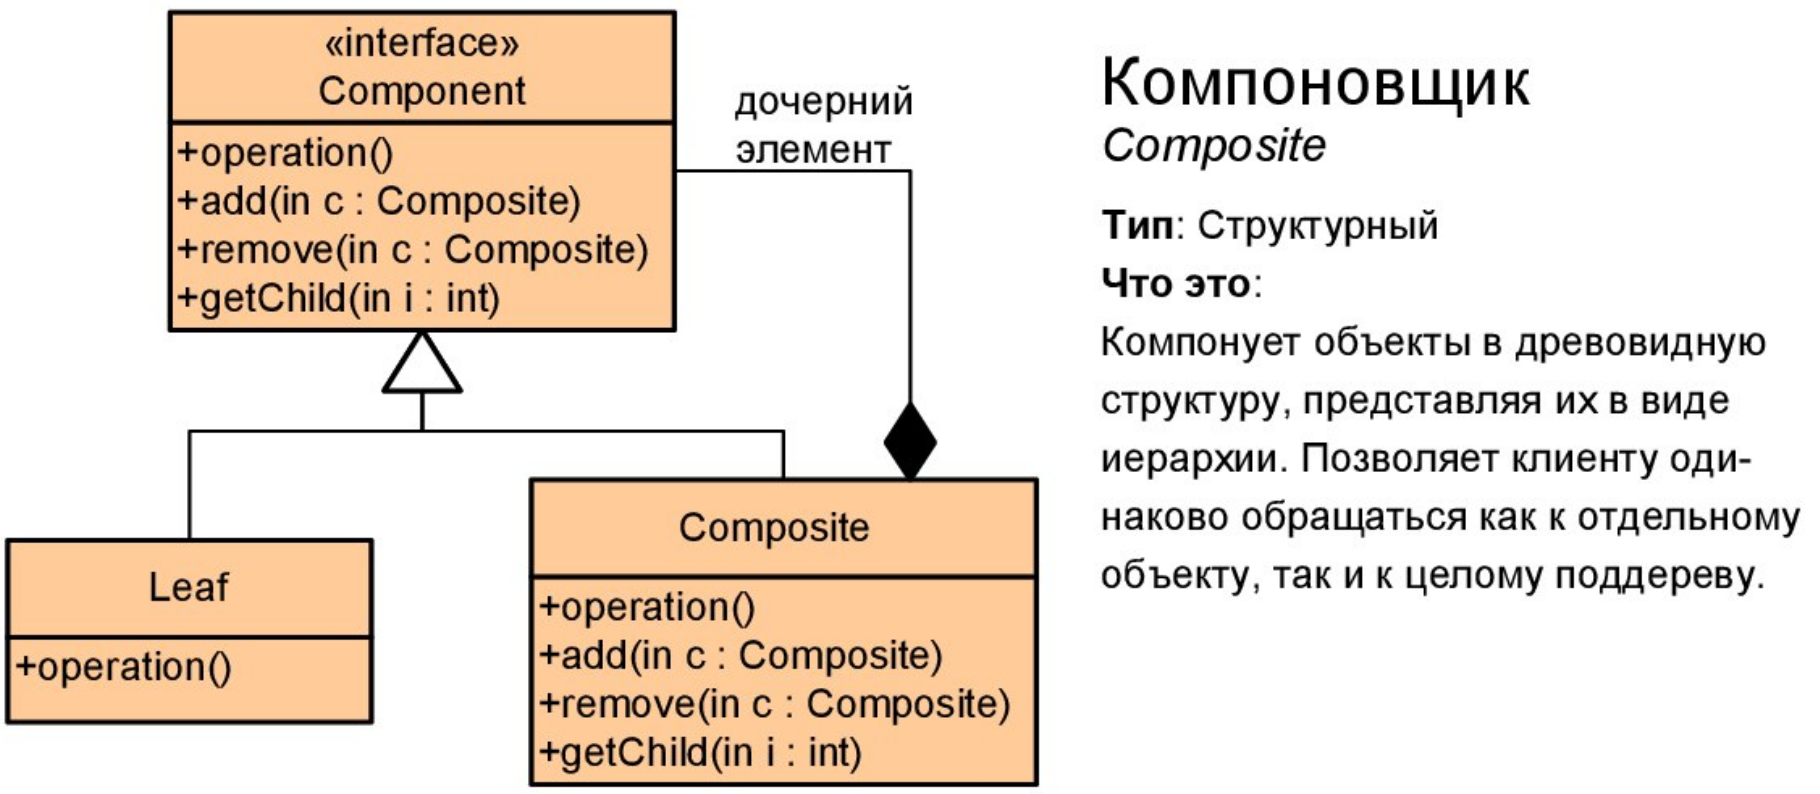 «interface»
Component
+operation()
+add(in c : Composite)
+remove(in c : Composite)
+getChild(in i : int)
дочерний
элемент
Leaf
+operation()
Composite
+operation()
+add(in c : Composite)
+remove(in c : Composite)
+getChild(in i : int)
Компоновщик
Composite
Тип: Структурный
Что это:
Компонует объекты в древовидную
структуру, представляя их в виде
иерархии. Позволяет клиенту оди-
наково обращаться как к отдельному
объекту, так и к целому поддереву.